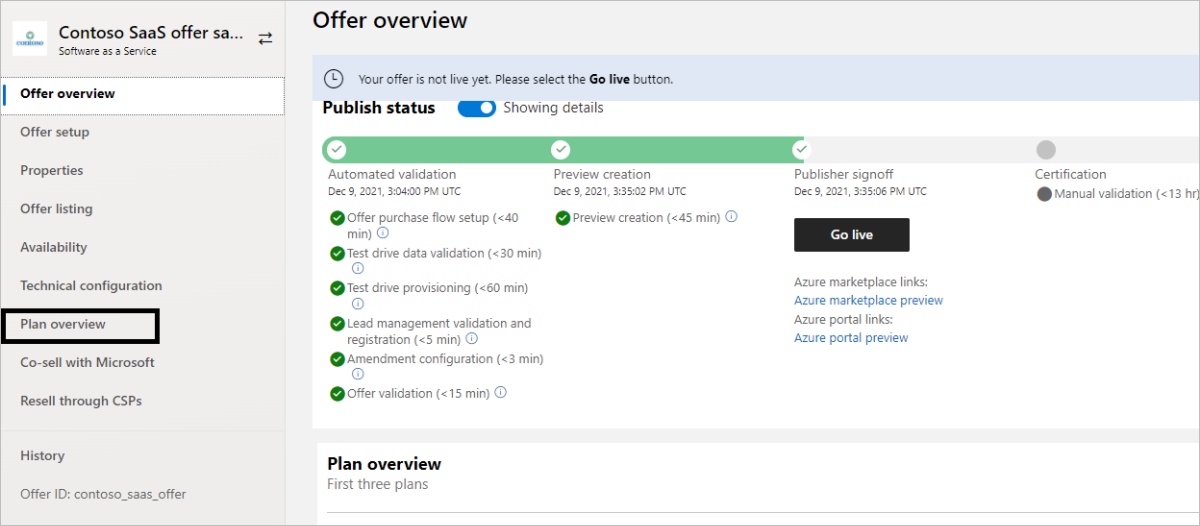 contoso
Contoso SaaS offer sa...
Software as a Service
Offer overview
Offer setup
Properties
Offer listing
Availability
Technical configuration
Plan overview
Co-sell with Microsoft
Resell through CSPs
History
Offer ID: contoso_saas_offer
Offer overview
Your offer is not live yet. Please select the Go live button.
Publish status
Showing details
Automated validation
Dec 9, 2021, 3:04:00 PM UTC
Offer purchase flow setup (<40
min)
Test drive data validation (<30 min)
Test drive provisioning (<60 min)
Lead management validation and
registration (<5 min)
Amendment configuration (<3 min)
Offer validation (<15 min)
Preview creation
Dec 9, 2021, 3:35:02 PM UTC
Preview creation (<45 min)
Publisher signoff
Dec 9, 2021, 3:35:06 PM UTC
Go live
Azure marketplace links:
Azure marketplace preview
Azure portal links:
Azure portal preview
Certification
Manual validation (<13 hr)
Plan overview
First three plans